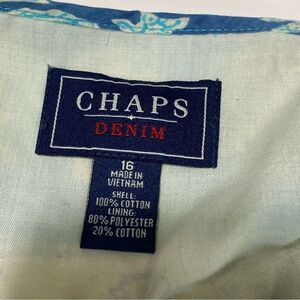 CHAPS
DENIM
16
MADE IN
VIETNAM
SHELL:
100% COTTON
LINING:
80% POLYESTER
20% COTTON